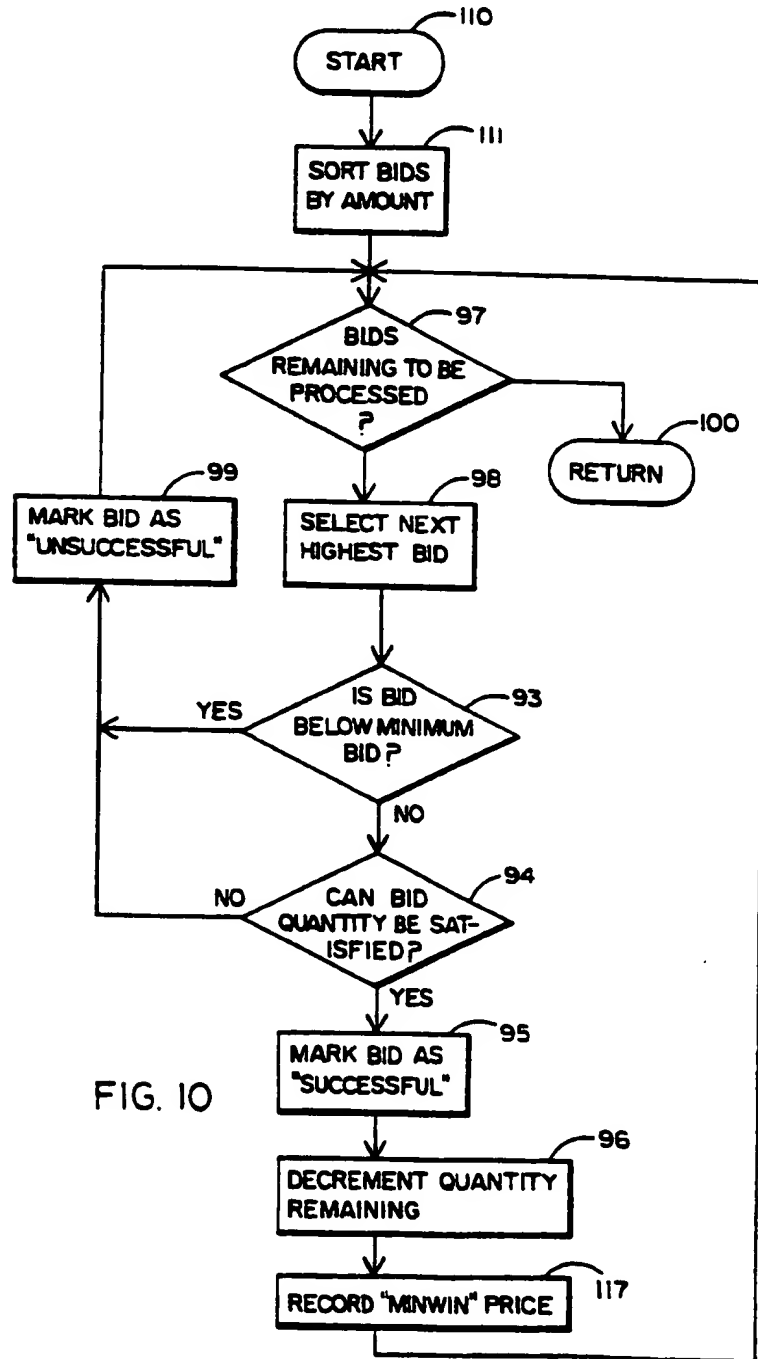 110
START
111
SORT BIDS
BY AMOUNT
97
BIDS
REMAINING TO BE
PROCESSED
?
100
RETURN
99
MARK BID AS
"UNSUCCESSFUL"
98
SELECT NEXT
HIGHEST BID
93
IS BID
BELOW MINIMUM
BID?
YES
NO
94
CAN BID
QUANTITY BE SAT-
ISFIED?
NO
YES
95
MARK BID AS
"SUCCESSFUL"
FIG. 10
96
DECREMENT QUANTITY
REMAINING
117
RECORD "MINWIN" PRICE